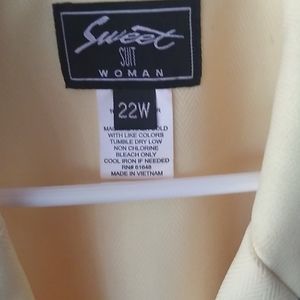 Sweet
SUIT
WOMAN
22W
WITH LIKE COLORS
TUMBLE DRY LOW
NON CHLORINE
BLEACH ONLY
COOL IRON IF NEEDED
RN# 61648
MADE IN VIETNAM